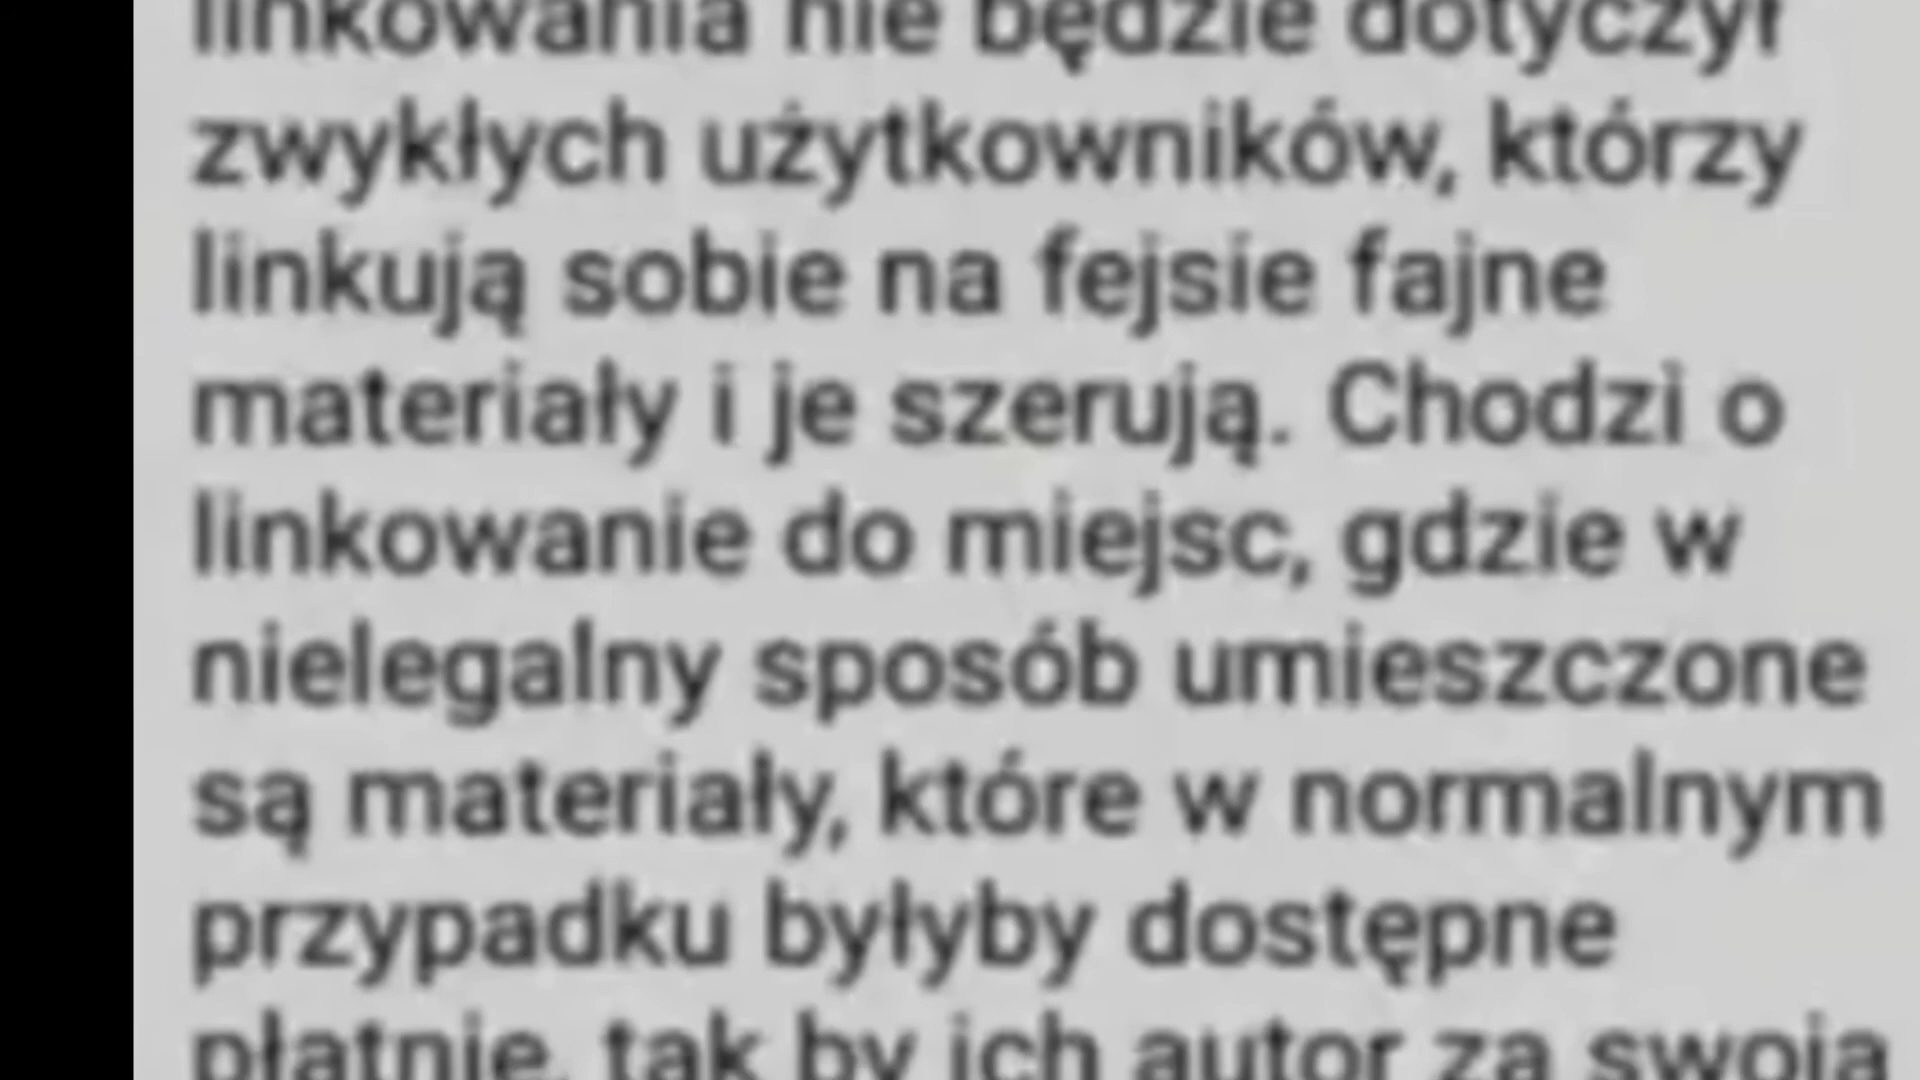 linkowania nie będzie dotyczył
zwykłych użytkowników, którzy
linkują sobie na fejsie fajne
materiały i je szerują. Chodzi o
linkowanie do miejsc, gdzie w
nielegalny sposób umieszczone
są materiały, które w normalnym
przypadku byłyby dostępne
płatnie, tak by ich autor za swoją